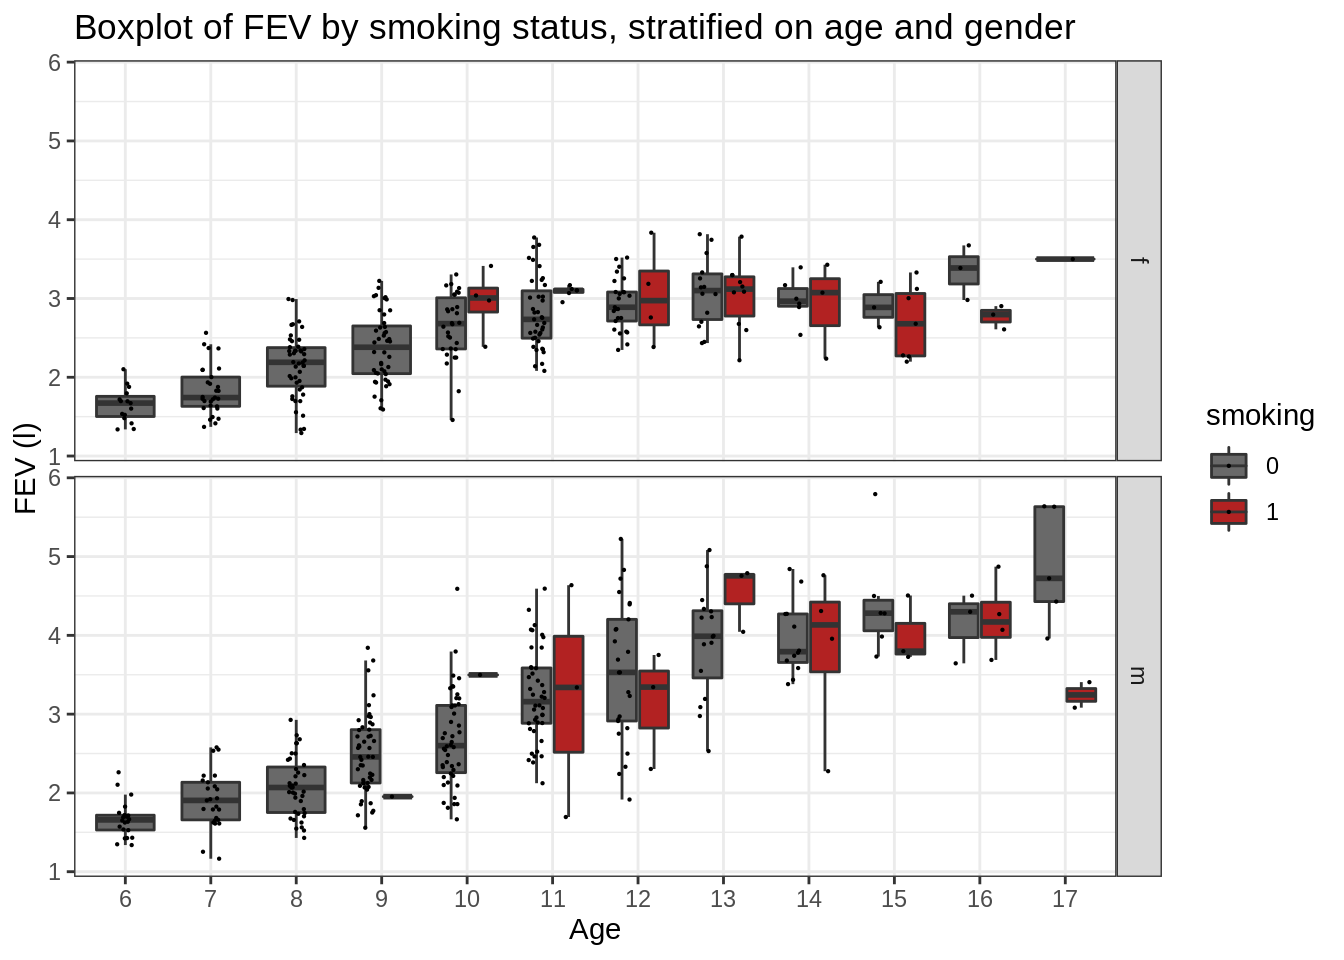 Boxplot of FEV by smoking status, stratified on age and gender
6
5
4
3
2
1
f
6
5
4
3
2
1
m
FEV (l)
6 7 8 9 10 11 12 13 14 15 16 17
Age
smoking
0
1